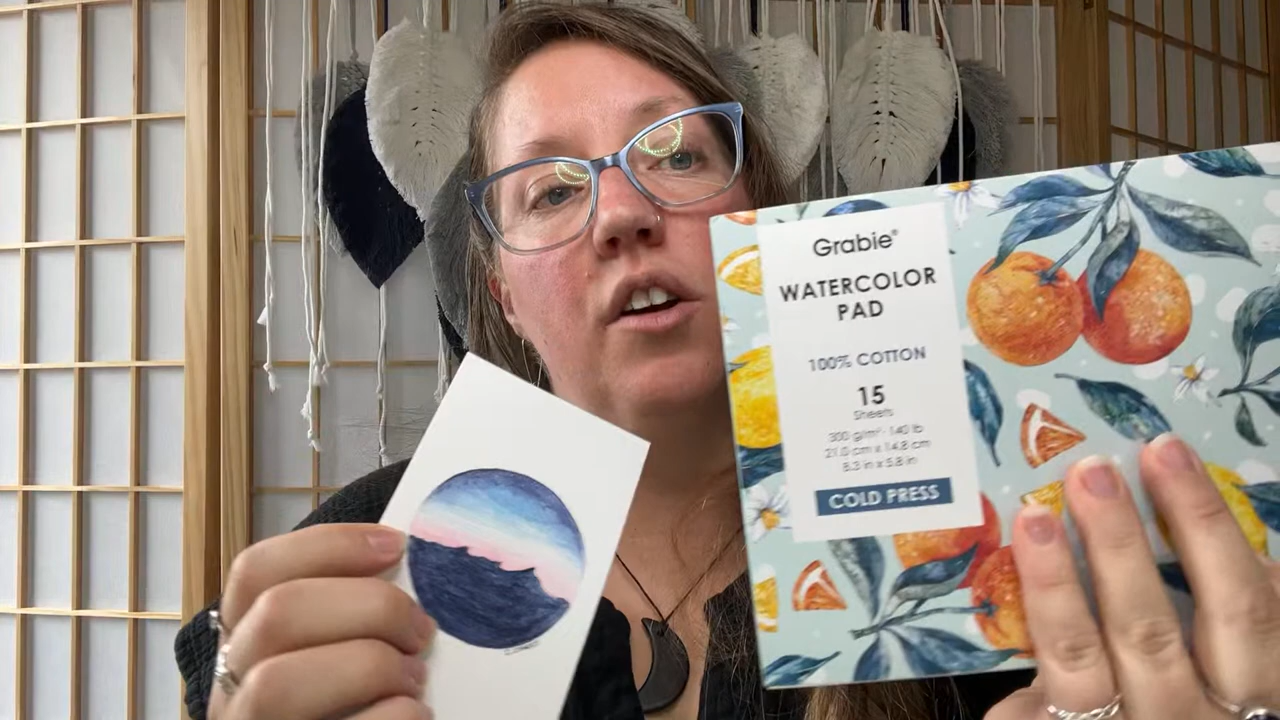 Grabie®
WATERCOLOR
PAD
100% COTTON
15
Sheets
300 g/m² - 140 lb
21.0 cm x 14.8 cm
8.3 in x 5.8 in
COLD PRESS